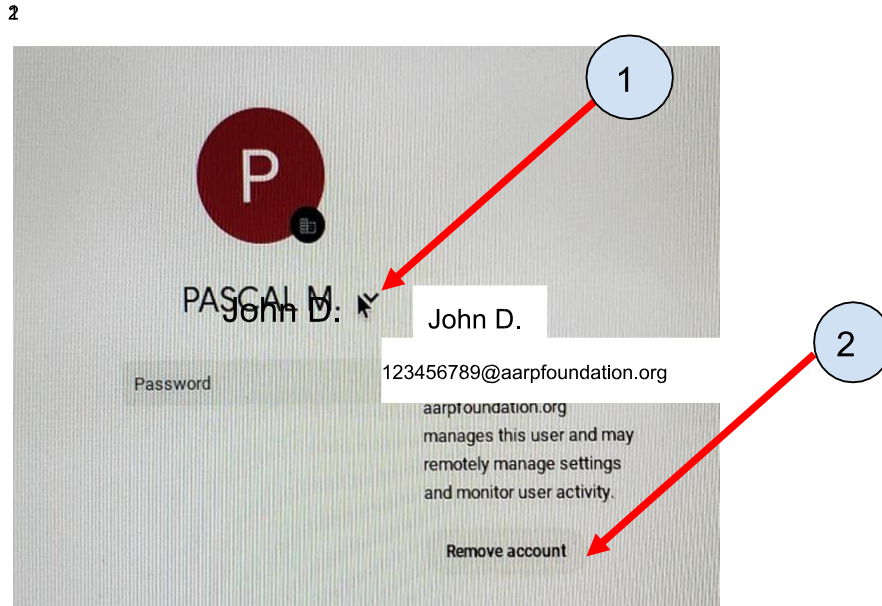 1
2
1
P
PASCAL M.
John D.
John D.
2
123456789@aarpfoundation.org
Password
aarpfoundation.org
manages this user and may
remotely manage settings
and monitor user activity.
Remove account